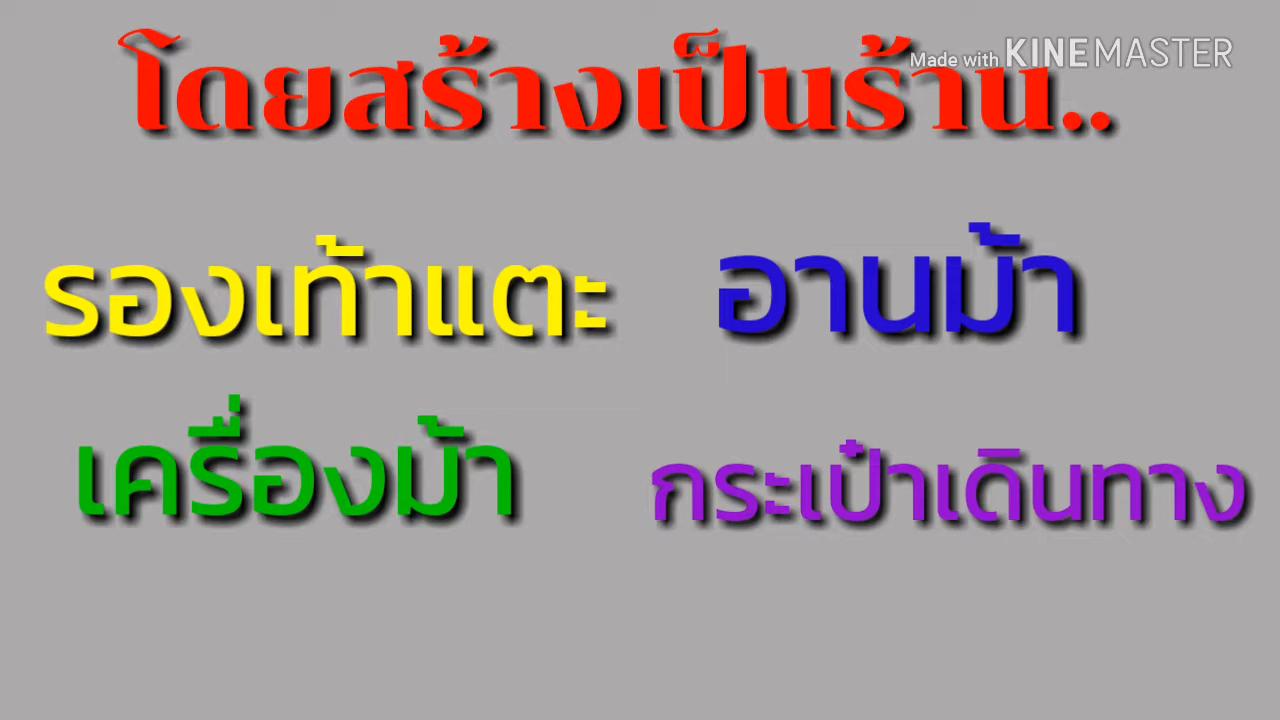 โดยสร้างเป็นร้าน..
Made with KINEMASTER
รองเท้าแตะ
อานม้า
เครื่องม้า
กระเป๋าเดินทาง